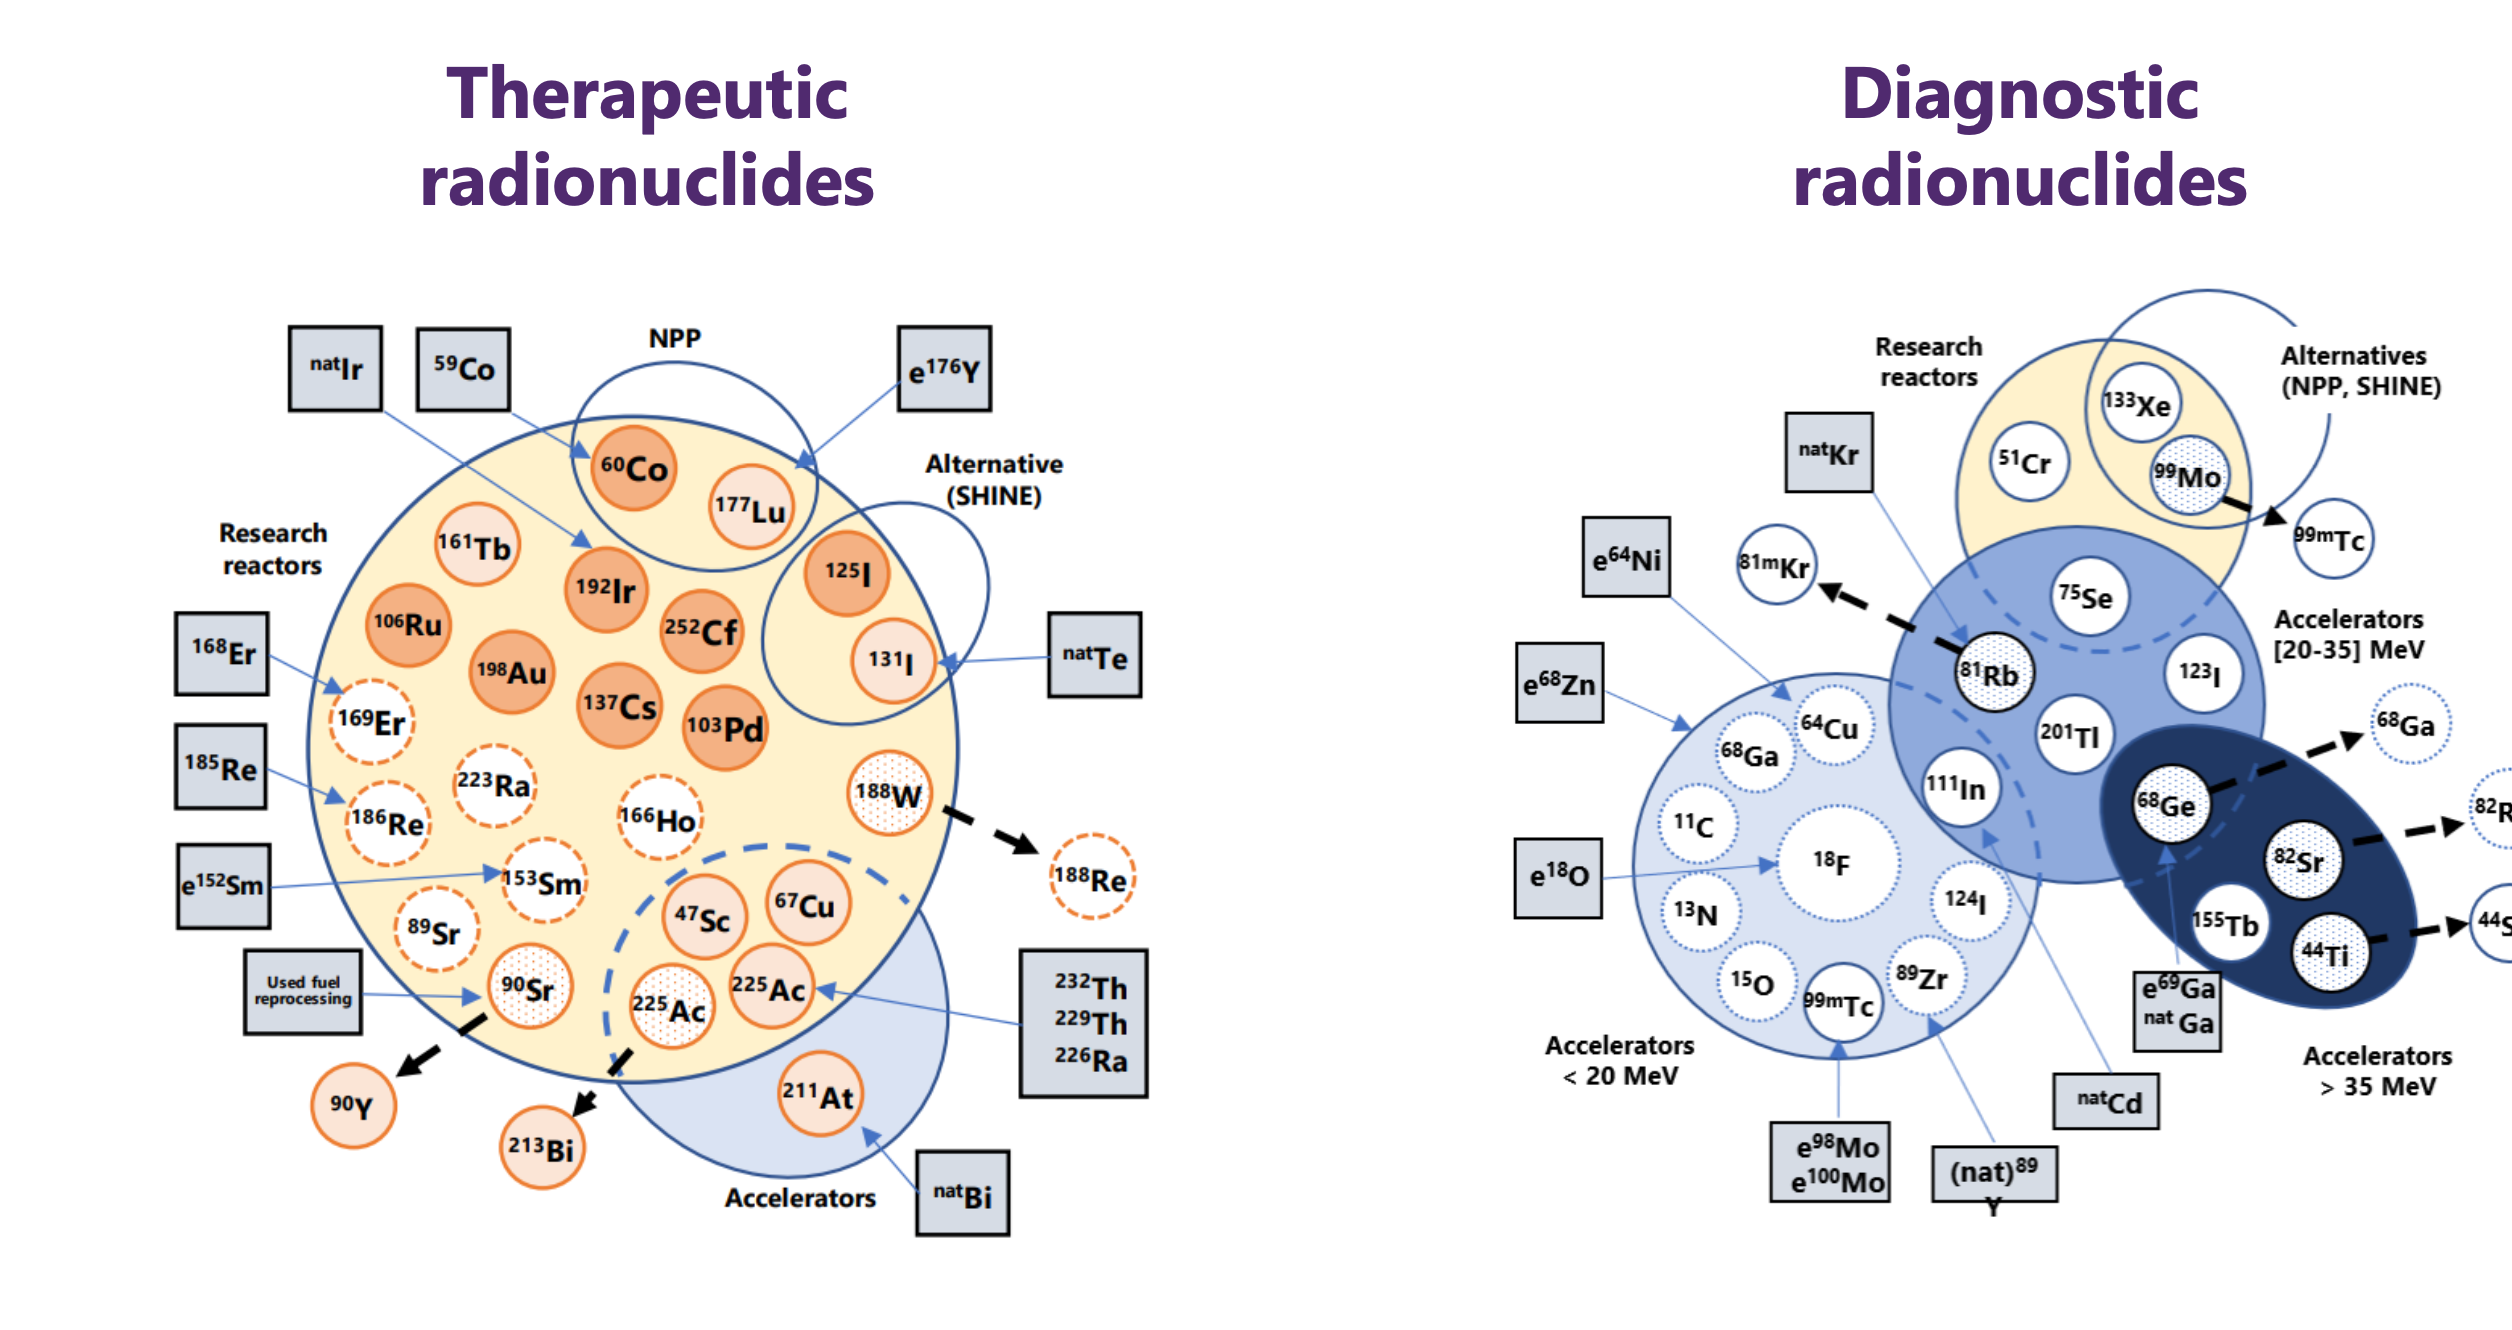 Therapeutic
radionuclides
natIr
59Co
NPP
e176Y
Alternative
(SHINE)
Research
reactors
60Co
177Lu
161Tb
192Ir
125I
106Ru
252Cf
131I
natTe
168Er
198Au
137Cs
103Pd
169Er
185Re
223Ra
188W
186Re
166Ho
188Re
e152Sm
153Sm
47Sc
67Cu
89Sr
Used fuel
reprocessing
90Sr
225Ac
225Ac
232Th
229Th
226Ra
90Y
211At
213Bi
Accelerators
natBi
Diagnostic
radionuclides
Research
reactors
Alternatives
(NPP, SHINE)
133Xe
natKr
51Cr
99Mo
99mTc
e64Ni
81mKr
75Se
Accelerators
[20-35] MeV
e68Zn
81Rb
123I
64Cu
201Tl
68Ga
68Ga
111In
68Ge
82R
11C
18F
82Sr
e18O
13N
124I
155Tb
44S
44Ti
15O
99mTc
89Zr
e69Ga
nat Ga
Accelerators
< 20 MeV
Accelerators
> 35 MeV
natCd
e98Mo
e100Mo
(nat)89
Y